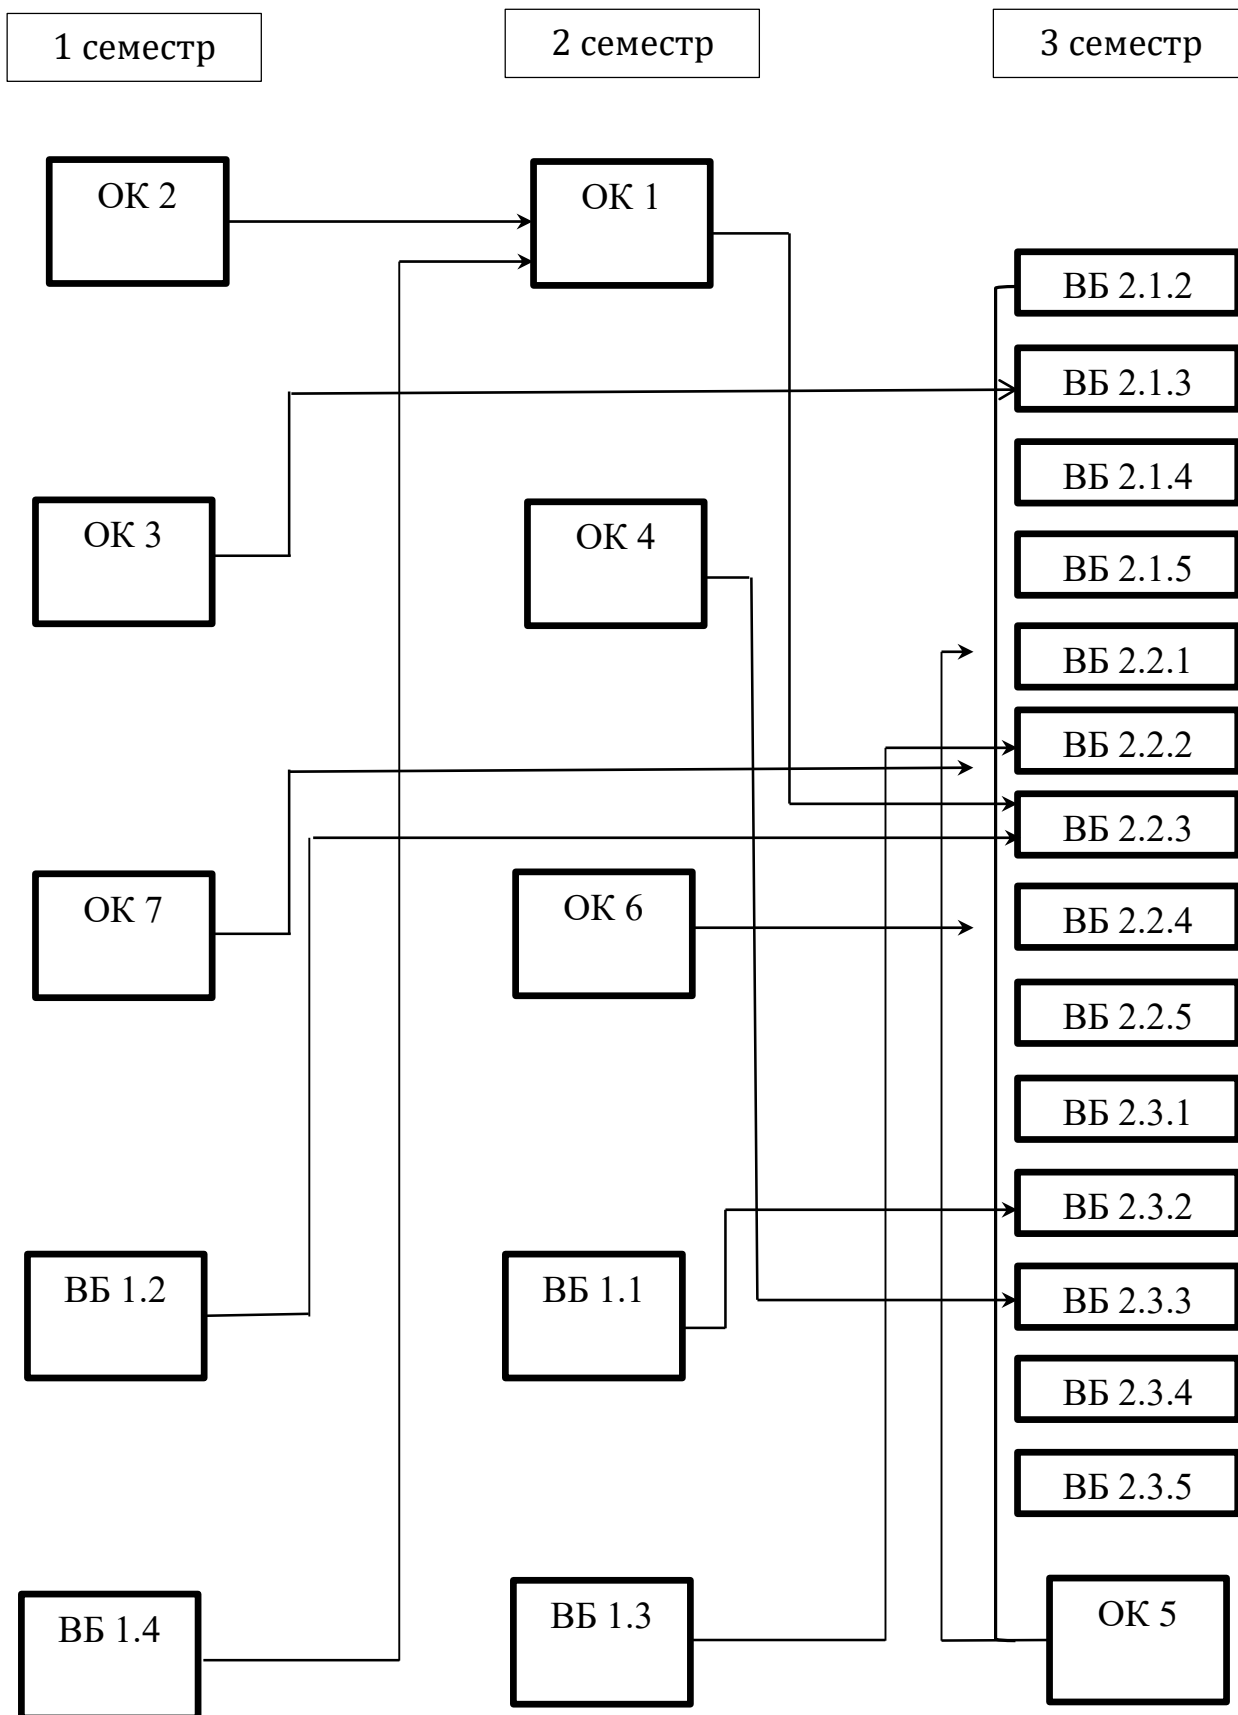 1 семестр
2 семестр
3 семестр
ОК 2
ОК 1
ВБ 2.1.2
ВБ 2.1.3
ВБ 2.1.4
ОК 3
ОК 4
ВБ 2.1.5
ВБ 2.2.1
ВБ 2.2.2
ВБ 2.2.3
ОК 7
ОК 6
ВБ 2.2.4
ВБ 2.2.5
ВБ 2.3.1
ВБ 2.3.2
ВБ 1.2
ВБ 1.1
ВБ 2.3.3
ВБ 2.3.4
ВБ 2.3.5
ВБ 1.4
ВБ 1.3
ОК 5